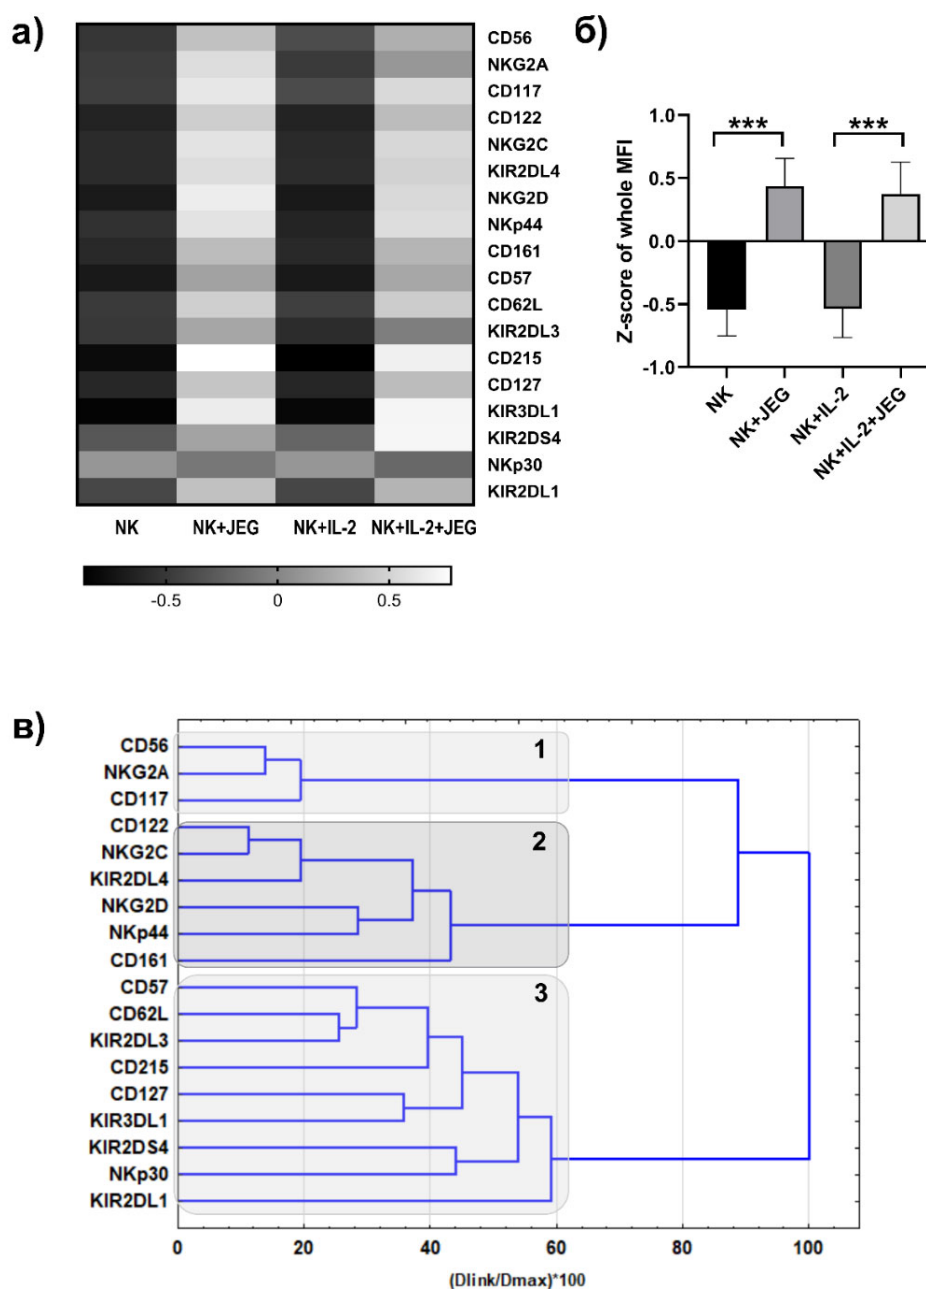 а)
CD56
NKG2A
CD117
CD122
NKG2C
KIR2DL4
NKG2D
NKp44
CD161
CD57
CD62L
KIR2DL3
CD215
CD127
KIR3DL1
KIR2DS4
NKp30
KIR2DL1
NK NK+JEG NK+IL-2 NK+IL-2+JEG
-0.5 0 0.5
б)
Z-score of whole MFI
1.0
0.5
0.0
-0.5
-1.0
*** ***
NK NK+JEG NK+IL-2 NK+IL-2+JEG
в)
CD56
NKG2A
CD117
CD122
NKG2C
KIR2DL4
NKG2D
NKp44
CD161
CD57
CD62L
KIR2DL3
CD215
CD127
KIR3DL1
KIR2DS4
NKp30
KIR2DL1
1
2
3
0 20 40 60 80 100
(Dlink/Dmax)*100